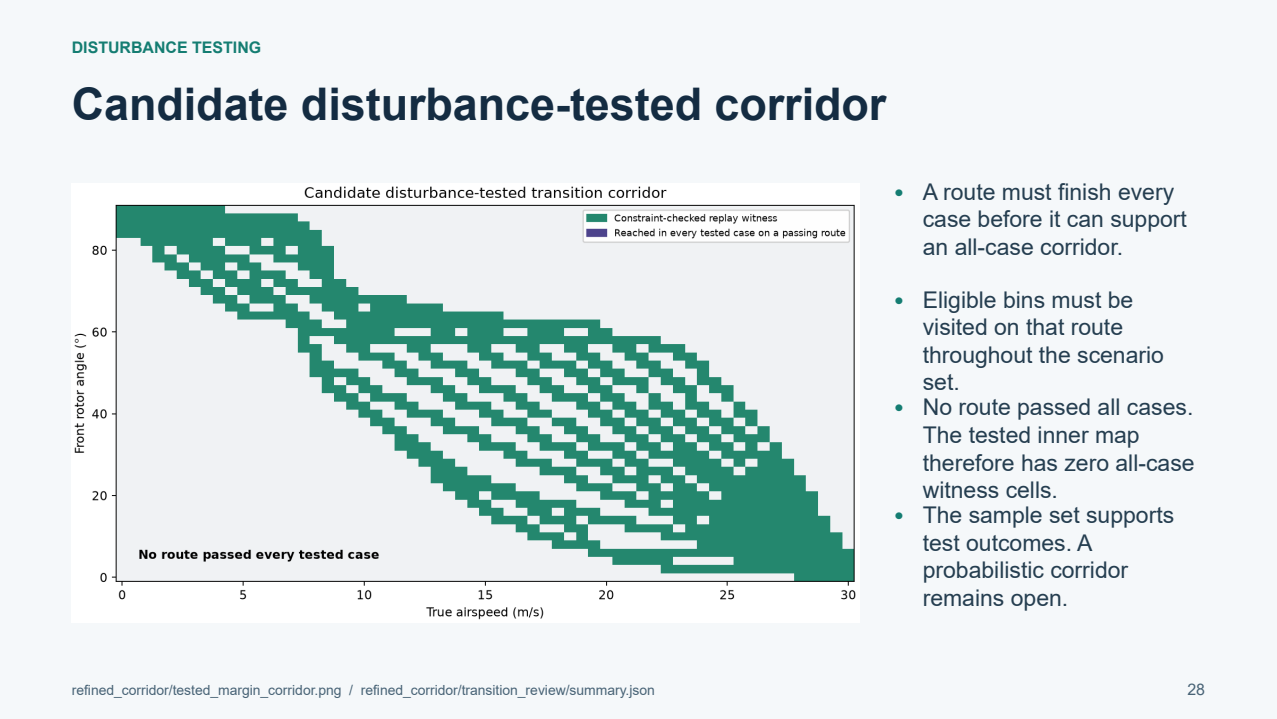 DISTURBANCE TESTING
Candidate disturbance-tested corridor
Candidate disturbance-tested transition corridor
Constraint-checked replay witness
Reached in every tested case on a passing route
80
60
40
20
0
Front rotor angle (°)
No route passed every tested case
0 5 10 15 20 25 30
True airspeed (m/s)
• A route must finish every
case before it can support
an all-case corridor.
• Eligible bins must be
visited on that route
throughout the scenario
set.
• No route passed all cases.
The tested inner map
therefore has zero all-case
witness cells.
• The sample set supports
test outcomes. A
probabilistic corridor
remains open.
refined_corridor/tested_margin_corridor.png / refined_corridor/transition_review/summary.json
28